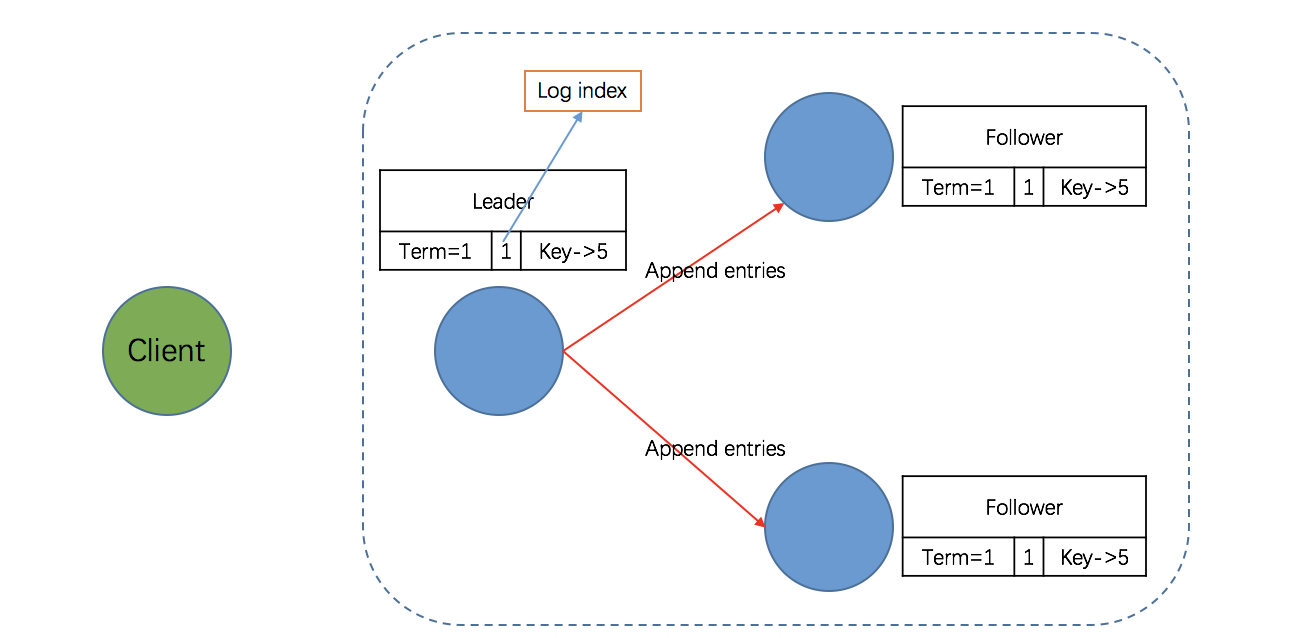 Log index
Leader
Term=1 1 Key->5
Client
Append entries
Append entries
Follower
Term=1 1 Key->5
Follower
Term=1 1 Key->5